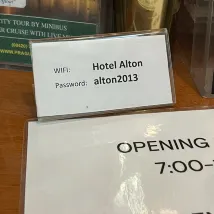 CITY TOUR BY MINIBUS
CRUISE WITH LIVE
WIFI: Hotel Alton
Password: alton2013
OPENING
7:00-